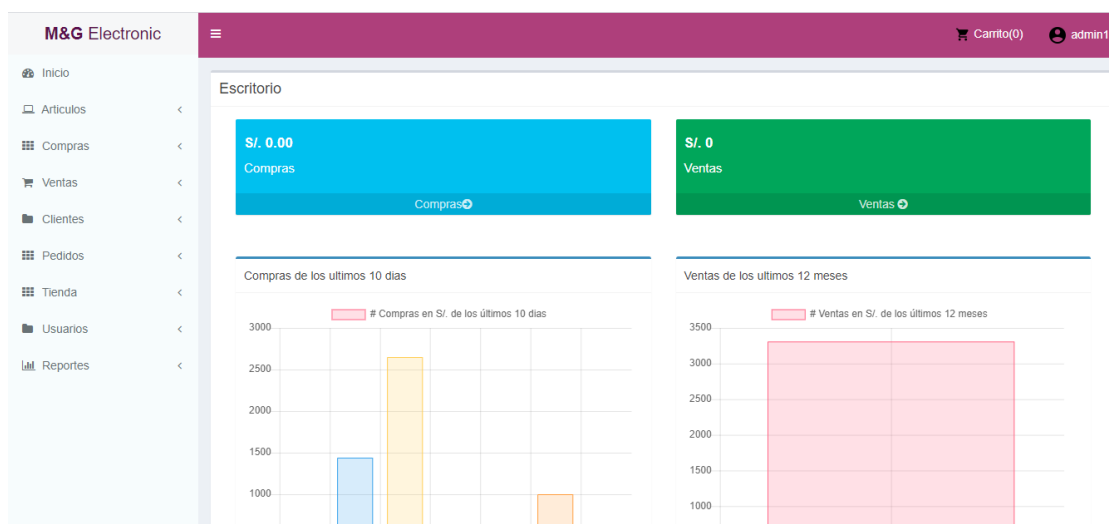 M&G Electronic
Carrito(0)
admin1
Inicio
Articulos
Compras
Ventas
Clientes
Pedidos
Tienda
Usuarios
Reportes
Escritorio
S/. 0.00
Compras
Compras
S/. 0
Ventas
Ventas
Compras de los ultimos 10 dias
# Compras en S/. de los últimos 10 dias
3000
2500
2000
1500
1000
Ventas de los ultimos 12 meses
# Ventas en S/. de los últimos 12 meses
3500
3000
2500
2000
1500
1000